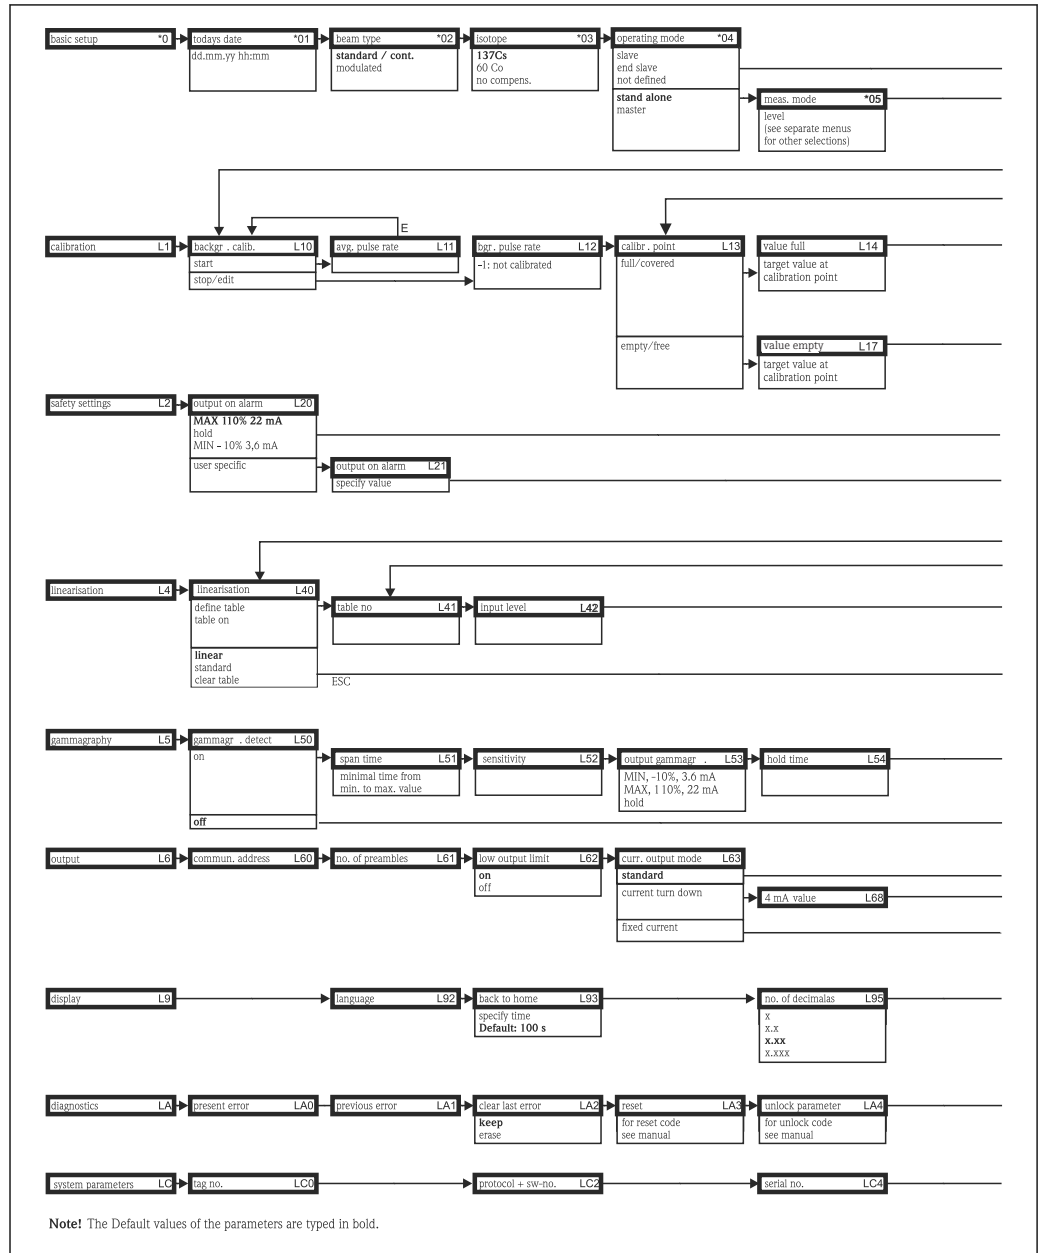 basic setup *0
todays date *01
dd.mm.yy hh:mm
beam type *02
standard / cont.
modulated
isotope *03
137Cs
60 Co
no compens.
operating mode *04
slave
end slave
not defined
stand alone
master
meas. mode *05
level
(see separate menus
for other selections)
calibration L1
backgr . calib. L10
start
stop/edit
E
avg. pulse rate L11
bgr. pulse rate L12
-1: not calibrated
calibr . point L13
full/covered
empty/free
value full L14
target value at
calibration point
value empty L17
target value at
calibration point
safety settings L2
output on alarm L20
MAX 110% 22 mA
hold
MIN - 10% 3,6 mA
user specific
output on alarm L21
specify value
linearisation L4
linearisation L40
define table
table on
linear
standard
clear table
ESC
table no L41
input level L42
gammagraphy L5
gammagr . detect L50
on
off
span time L51
minimal time from
min. to max. value
sensitivity L52
output gammagr . L53
MIN, -10%, 3.6 mA
MAX, 110%, 22 mA
hold
hold time L54
output L6
commun. address L60
no. of preambles L61
low output limit L62
on
off
curr. output mode L63
standard
current turn down
fixed current
4 mA value L68
display L9
language L92
back to home L93
specify time
Default: 100 s
no. of decimalas L95
x
x.x
x.xx
x.xxx
diagnostics LA
present error LA0
previous error LA1
clear last error LA2
keep
erase
reset LA3
for reset code
see manual
unlock parameter LA4
for unlock code
see manual
system parameters LC
tag no. LC0
protocol + sw-no. LC2
serial no. LC4
Note! The Default values of the parameters are typed in bold.